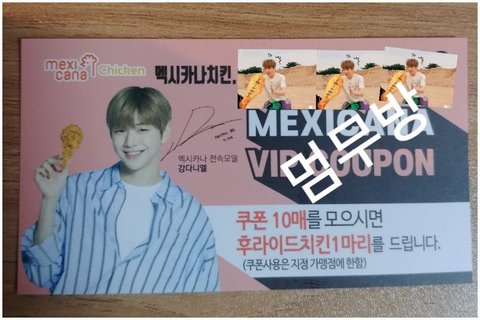 mexi
cana
Chicken
멕시카나치킨.
MEXICANA
VIP COUPON
멈무방
멕시카나 전속모델
강다니엘
쿠폰 10매를 모으시면
후라이드치킨1마리를 드립니다.
(쿠폰사용은 지정 가맹점에 한함)